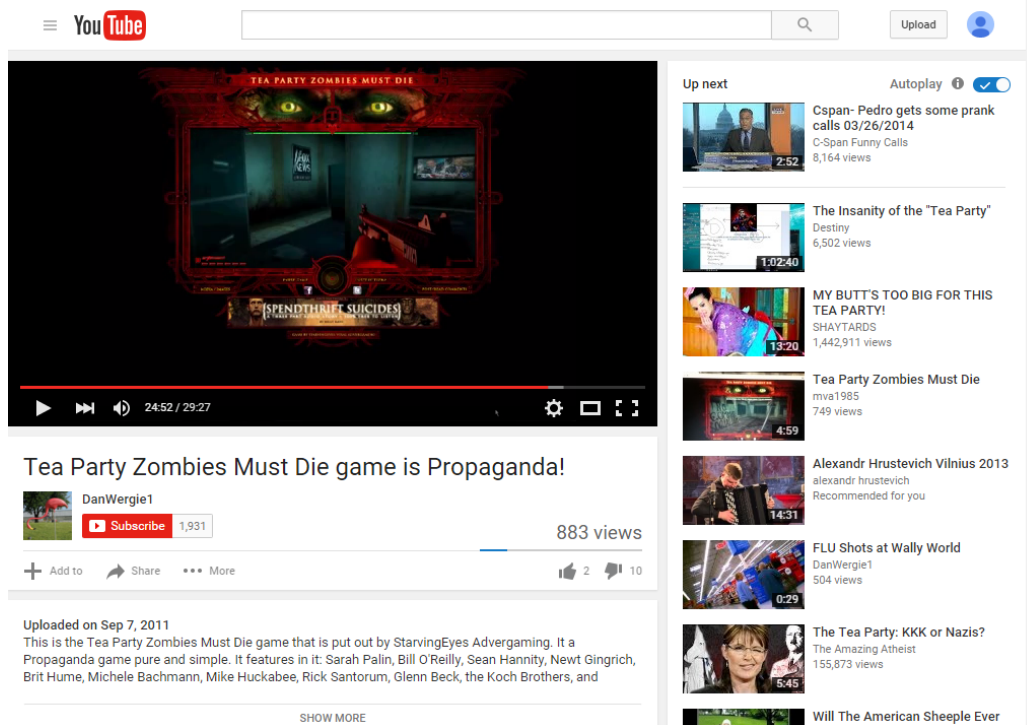 YouTube
Upload
TEA PARTY ZOMBIES MUST DIE
NEWS
SPENDTHRIFT SUICIDES
24:52 / 29:27
Tea Party Zombies Must Die game is Propaganda!
DanWergie1
Subscribe 1,931
883 views
Add to Share More 2 10
Uploaded on Sep 7, 2011
This is the Tea Party Zombies Must Die game that is put out by StarvingEyes Advergaming. It a
Propaganda game pure and simple. It features in it: Sarah Palin, Bill O'Reilly, Sean Hannity, Newt Gingrich,
Brit Hume, Michele Bachmann, Mike Huckabee, Rick Santorum, Glenn Beck, the Koch Brothers, and
SHOW MORE
Up next Autoplay
2:52
Cspan- Pedro gets some prank
calls 03/26/2014
C-Span Funny Calls
8,164 views
1:02:40
The Insanity of the "Tea Party"
Destiny
6,502 views
13:20
MY BUTT'S TOO BIG FOR THIS
TEA PARTY!
SHAYTARDS
1,442,911 views
4:59
Tea Party Zombies Must Die
mva1985
749 views
14:31
Alexandr Hrustevich Vilnius 2013
alexandr hrustevich
Recommended for you
0:29
FLU Shots at Wally World
DanWergie1
504 views
5:45
The Tea Party: KKK or Nazis?
The Amazing Atheist
155,873 views
Will The American Sheeple Ever